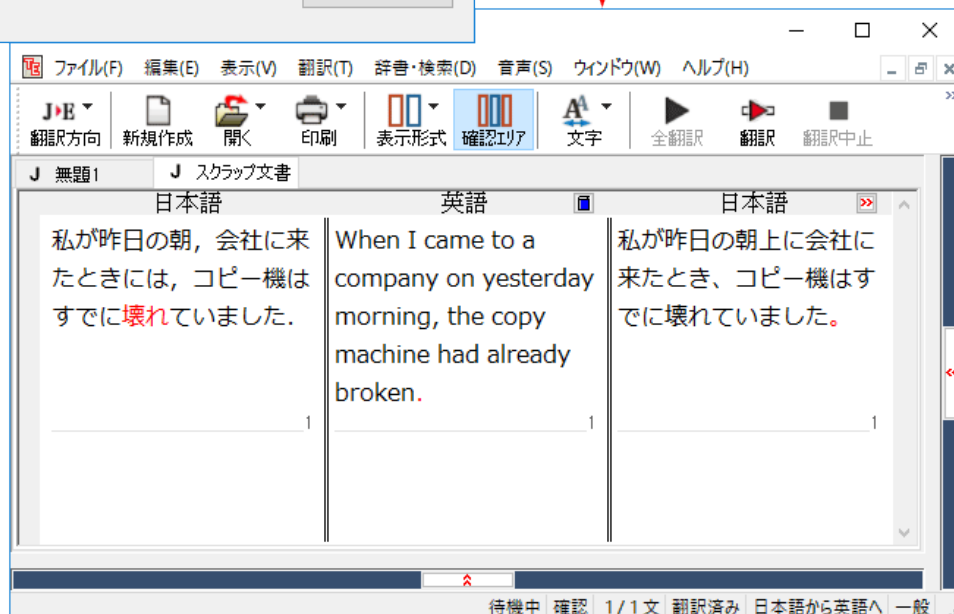 TE ファイル(F) 編集(E) 表示(V) 翻訳(T) 辞書・検索(D) 音声(S) ウィンドウ(W) ヘルプ(H)
J▸E
翻訳方向 新規作成 開く 印刷 表示形式 確認エリア 文字 全翻訳 翻訳 翻訳中止
J 無題1 J スクラップ文書
日本語 英語 日本語
私が昨日の朝，会社に来
たときには，コピー機は
すでに壊れていました．
1
When I came to a
company on yesterday
morning, the copy
machine had already
broken.
1
私が昨日の朝上に会社に
来たとき、コピー機はす
でに壊れていました。
1
待機中 確認 1/1文 翻訳済み 日本語から英語へ 一般